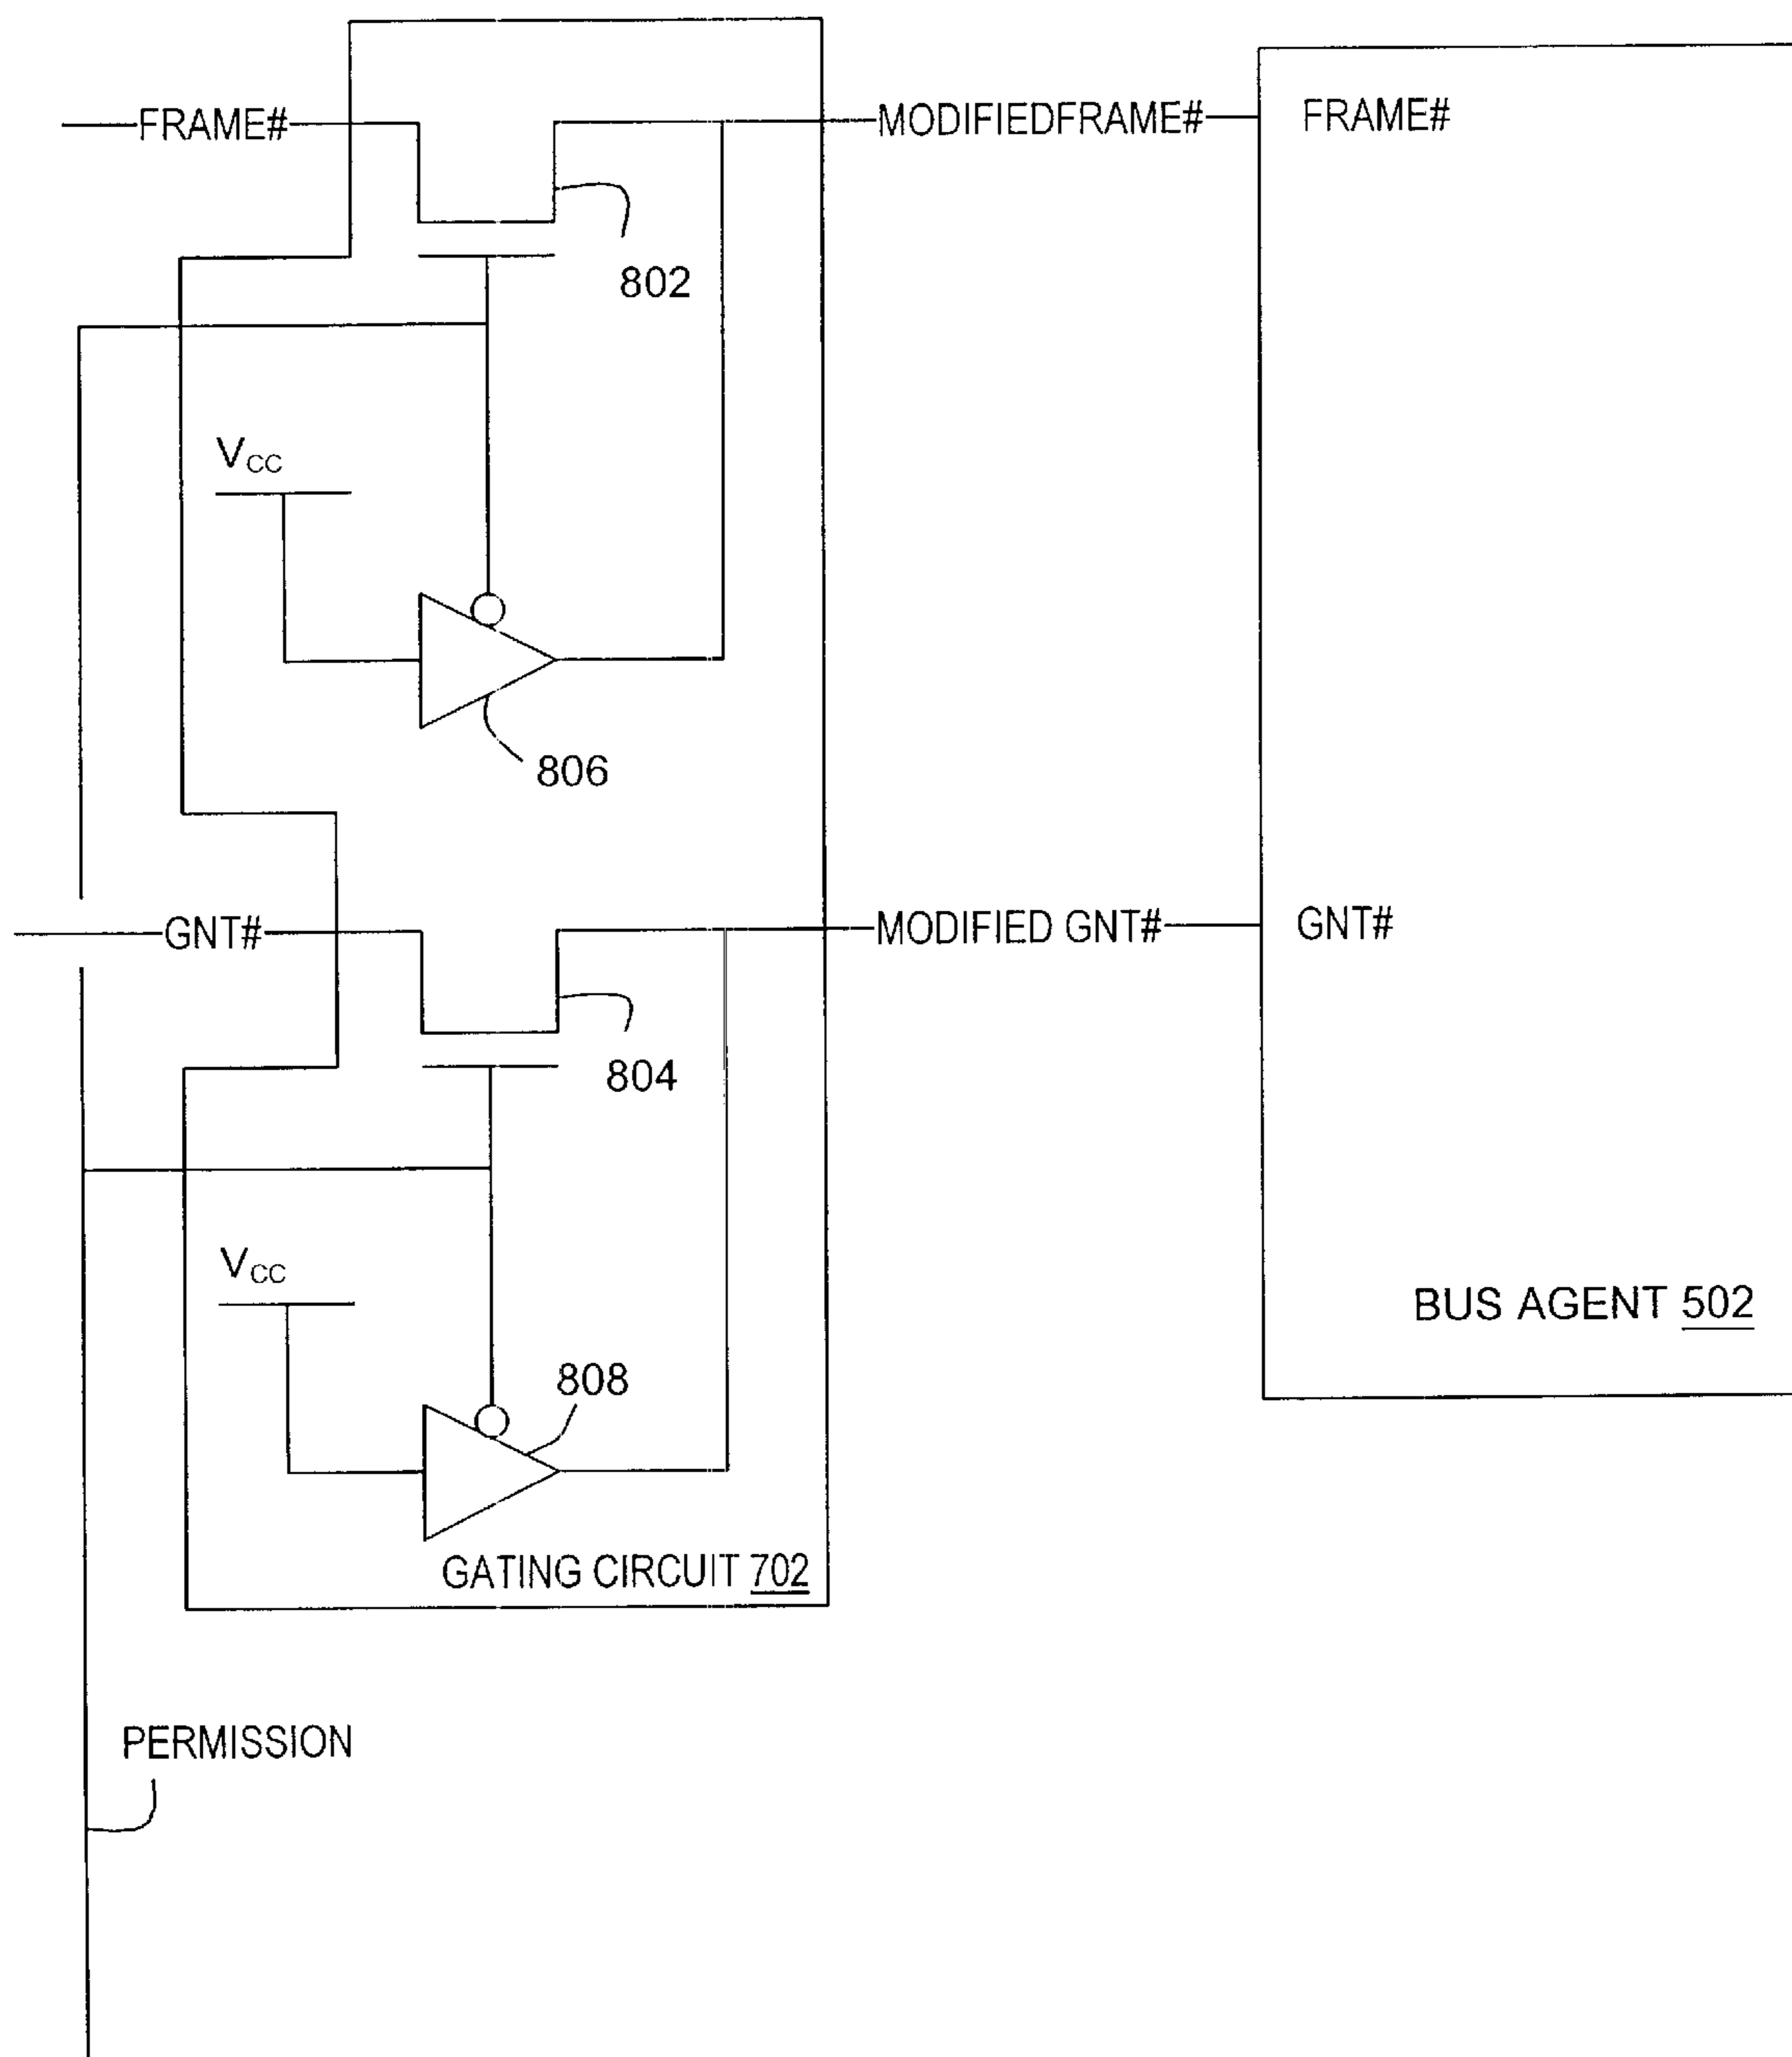 FRAME#
MODIFIEDFRAME#
FRAME#
802
VCC
806
GNT#
MODIFIED GNT#
GNT#
804
VCC
BUS AGENT 502
808
GATING CIRCUIT 702
PERMISSION